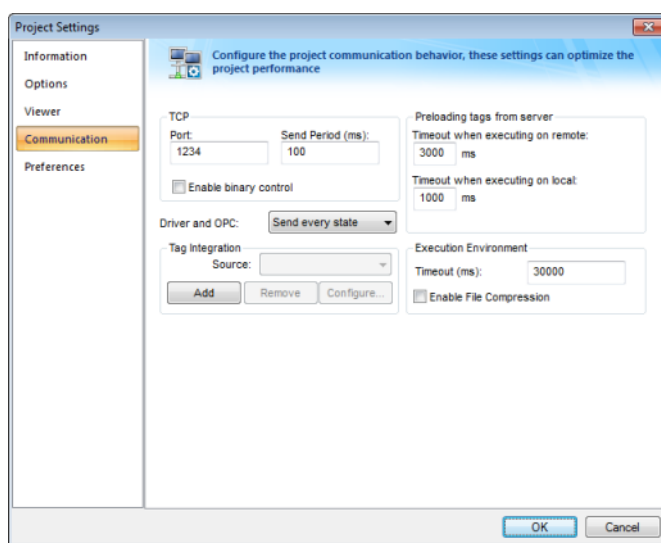 Project Settings
Information
Options
Viewer
Communication
Preferences
Configure the project communication behavior, these settings can optimize the
project performance
TCP
Port:
Send Period (ms):
1234
100
Enable binary control
Driver and OPC:
Send every state
Tag Integration
Source:
Add
Remove
Configure...
Preloading tags from server
Timeout when executing on remote:
3000 ms
Timeout when executing on local:
1000 ms
Execution Environment
Timeout (ms):
30000
Enable File Compression
OK
Cancel